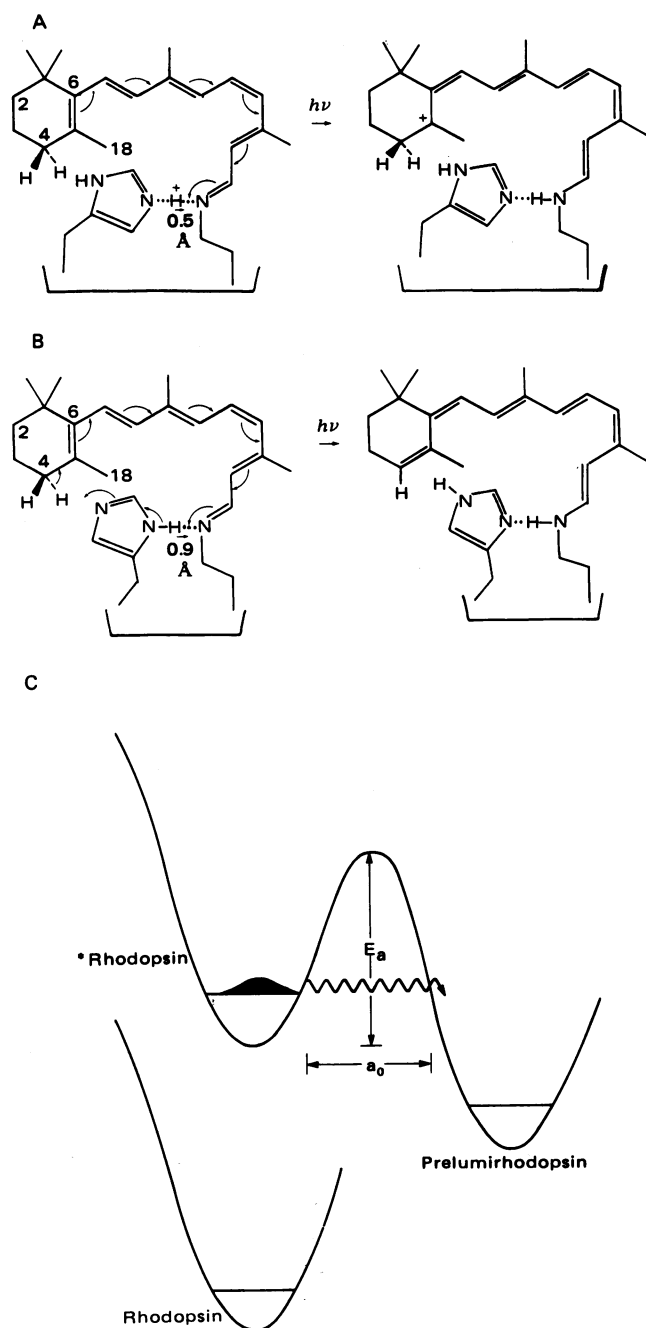 A
6
2
4
18
H
H
HN
N
+
H
N
0.5
Å
hν
+
H
H
HN
N
H
N
B
6
2
4
18
H
H
N
N
H
N
0.9
Å
hν
H
H
N
N
H
N
C
*Rhodopsin
Ea
a0
Prelumirhodopsin
Rhodopsin